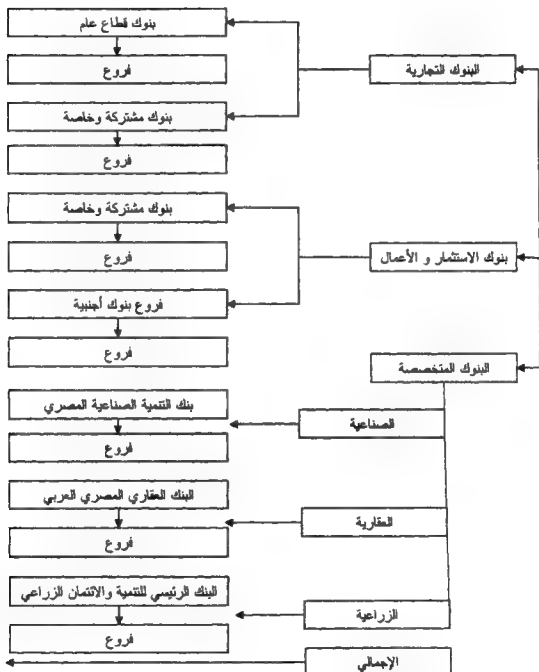 بنوك قطاع عام
فروع
البنوك التجارية
بنوك مشتركة وخاصة
فروع
بنوك مشتركة وخاصة
فروع
بنوك الاستثمار و الأعمال
فروع بنوك أجنبية
فروع
البنوك المتخصصة
بنك التنمية الصناعية المصري
الصناعية
فروع
البنك العقاري المصري العربي
العقارية
فروع
البنك الرئيسي للتنمية والائتمان الزراعي
الزراعية
فروع
الإجمالي